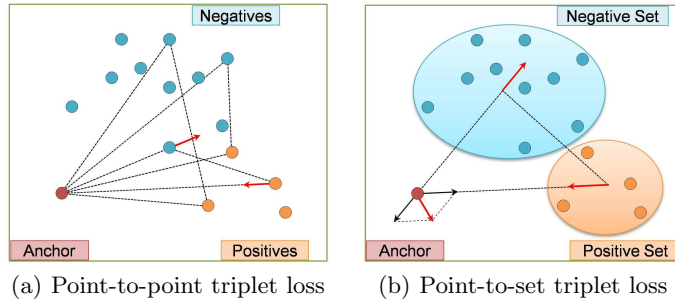 Negatives
Anchor
Positives
(a) Point-to-point triplet loss
Negative Set
Anchor
Positive Set
(b) Point-to-set triplet loss